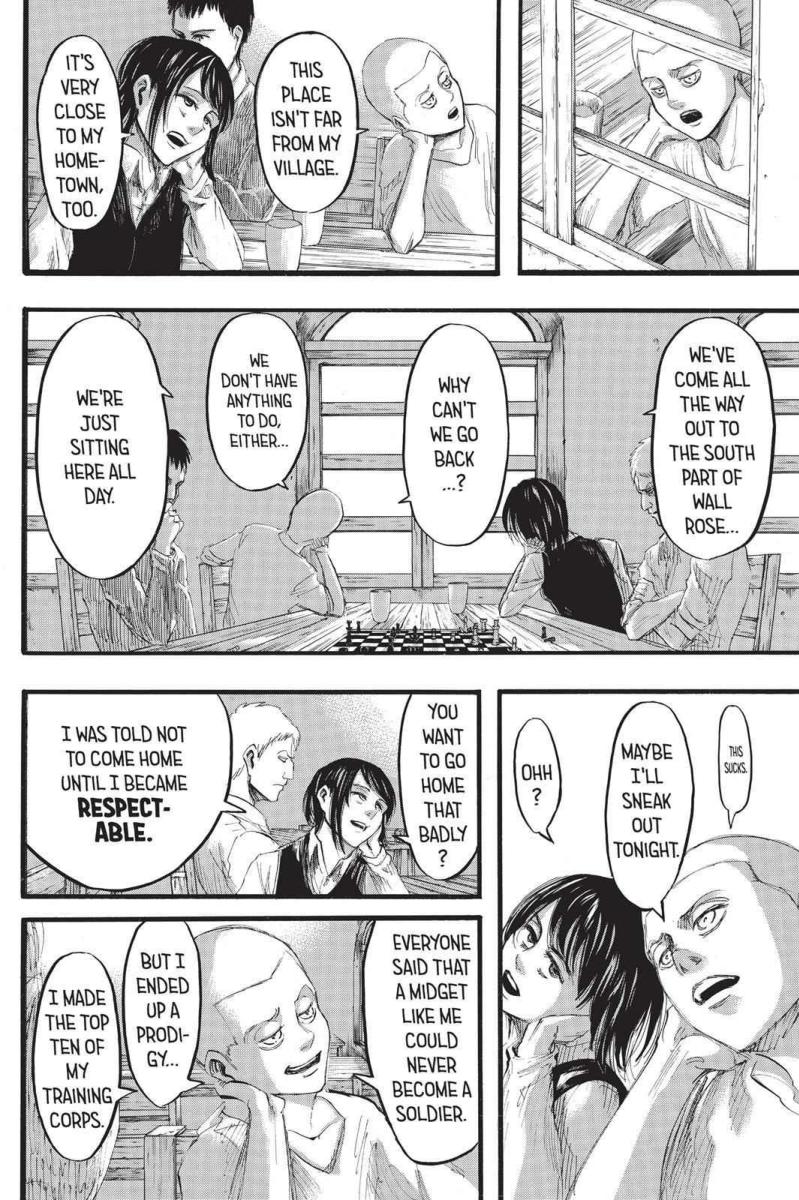 THIS
PLACE
ISN'T FAR
FROM MY
VILLAGE.
IT'S
VERY
CLOSE
TO MY
HOME-
TOWN,
TOO.
WE'VE
COME ALL
THE WAY
OUT TO
THE SOUTH
PART OF
WALL
ROSE...
WHY
CAN'T
WE GO
BACK
...?
WE
DON'T HAVE
ANYTHING
TO DO,
EITHER...
WE'RE
JUST
SITTING
HERE ALL
DAY.
THIS
SUCKS.
MAYBE
I'LL
SNEAK
OUT
TONIGHT.
OHH
?
YOU
WANT
TO GO
HOME
THAT
BADLY
?
I WAS TOLD NOT
TO COME HOME
UNTIL I BECAME
RESPECT-
ABLE.
EVERYONE
SAID THAT
A MIDGET
LIKE ME
COULD
NEVER
BECOME A
SOLDIER.
BUT I
ENDED
UP A
PRODI-
GY...
I MADE
THE TOP
TEN OF
MY
TRAINING
CORPS.